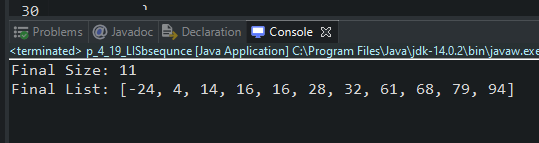 30
Problems Javadoc Declaration Console
<terminated> p_4_19_LISbsequnce [Java Application] C:\Program Files\Java\jdk-14.0.2\bin\javaw.exe
Final Size: 11
Final List: [-24, 4, 14, 16, 16, 28, 32, 61, 68, 79, 94]